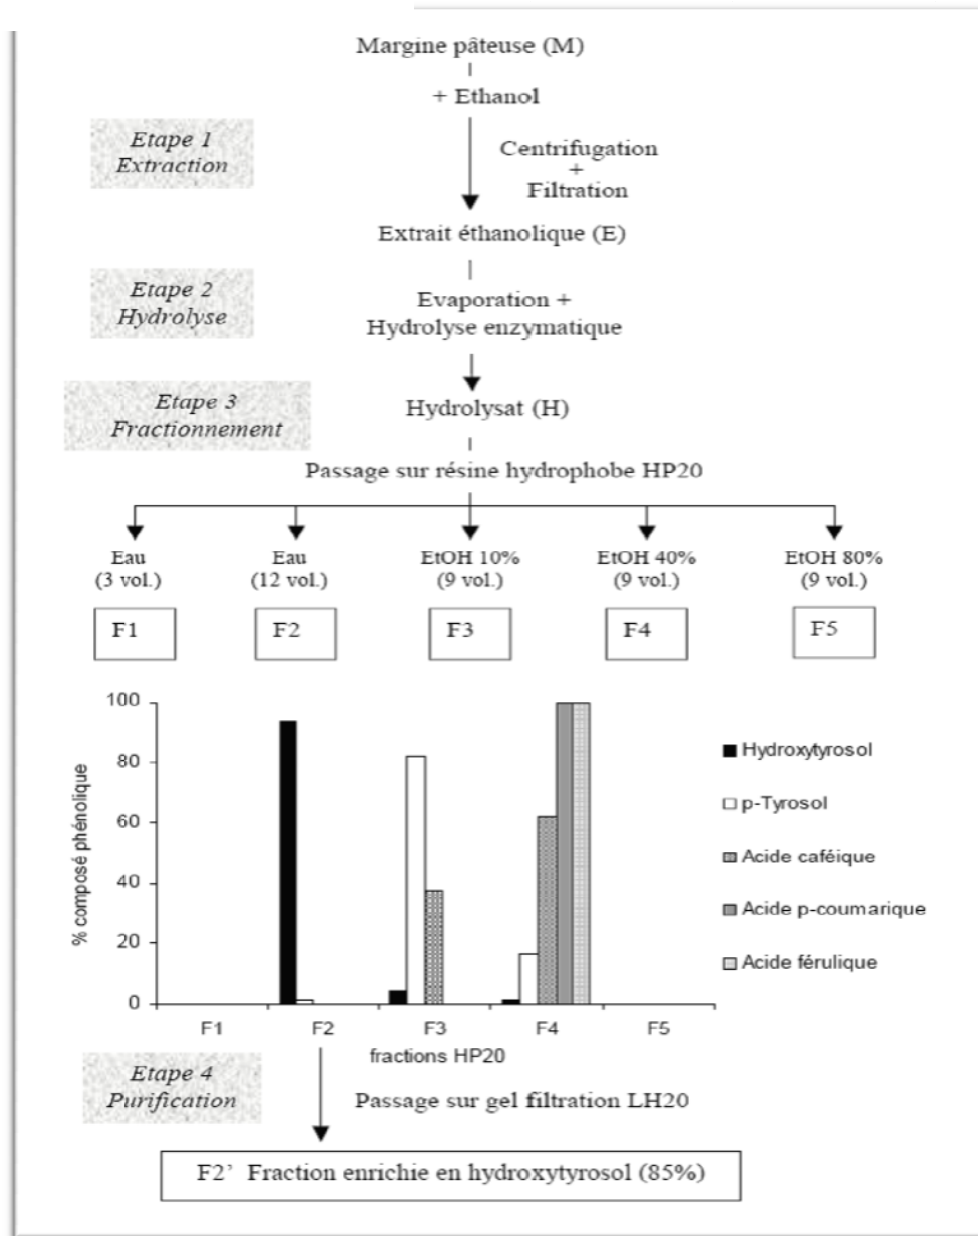 Margine pâteuse (M)
+ Ethanol
Etape 1
Extraction
Centrifugation
+
Filtration
Extrait éthanolique (E)
Etape 2
Hydrolyse
Evaporation +
Hydrolyse enzymatique
Etape 3
Fractionnement
Hydrolysat (H)
Passage sur résine hydrophobe HP20
Eau
(3 vol.)
Eau
(12 vol.)
EtOH 10%
(9 vol.)
EtOH 40%
(9 vol.)
EtOH 80%
(9 vol.)
F1
F2
F3
F4
F5
% composé phénolique
100
80
60
40
20
0
F1
F2
F3
F4
F5
fractions HP20
Hydroxytyrosol
p-Tyrosol
Acide caféique
Acide p-coumarique
Acide férulique
Etape 4
Purification
Passage sur gel filtration LH20
F2' Fraction enrichie en hydroxytyrosol (85%)